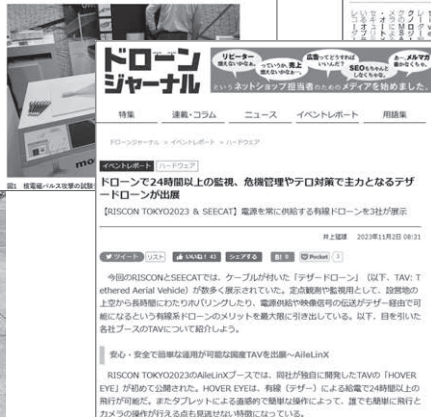 図1 核電磁パルス攻撃の試験
mo
ドローン
ジャーナル
リピーター
増えないかなぁ。
っていうか、売上
増えないかなぁ…。
広告ってどうすれば
いいんだ?
SEOもちゃんと
しなくちゃな。
あー、メルマガ
というネットショップ担当者のためのメディアを始めました。
特集 連載・コラム ニュース イベントレポート 用語集
ドローンジャーナル > イベントレポート > ハードウェア
イベントレポート ハードウェア
ドローンで24時間以上の監視、危機管理やテロ対策で主力となるテザ
ードローンが出展
【RISCON TOKYO2023 & SEECAT】電源を常に供給する有線ドローンを3社が展示
井上猛雄 2023年11月2日 08:21
ツイート リスト いいね! 43 シェアする B! 0 Pocket 3
今回のRISCONとSEECATでは、ケーブルが付いた「テザードローン」(以下、TAV: T
ethered Aerial Vehicle)が数多く展示されていた。定点観測や監視用として、設営地の
上空から長時間にわたりホバリングしたり、電源供給や映像信号の伝送がテザー経由で可
能になるという有線系ドローンのメリットを最大限に引き出している。以下、目を引いた
各社ブースのTAVについて紹介しよう。
安心・安全で簡単な運用が可能な国産TAVを出展~AileLinX
RISCON TOKYO2023のAileLinXブースでは、同社が独自に開発したTAVの「HOVER
EYE」が初めて公開された。HOVER EYEは、有線(テザー)による給電で24時間以上の
飛行が可能だ。またタブレットによる直感的で簡単な操作によって、誰でも簡単に飛行と
カメラの操作が行える点も見逃せない特徴になっている。